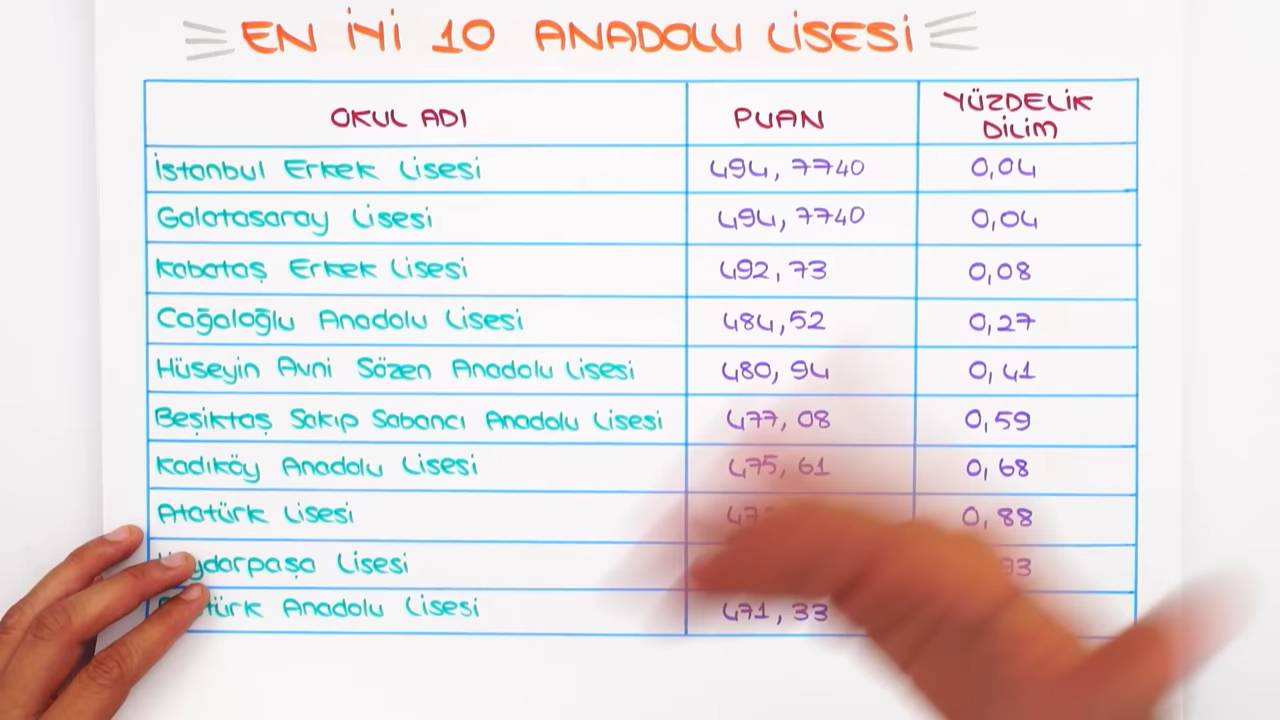 EN İYİ 10 ANADOLU LİSESİ
OKUL ADI PUAN YÜZDELİK DİLİM
İstanbul Erkek Lisesi 494,7740 0,04
Galatasaray Lisesi 494,7740 0,04
Kabataş Erkek Lisesi 492,73 0,08
Cağaloğlu Anadolu Lisesi 484,52 0,27
Hüseyin Avni Sözen Anadolu Lisesi 480,94 0,41
Beşiktaş Sakıp Sabancı Anadolu Lisesi 477,08 0,59
Kadıköy Anadolu Lisesi 475,61 0,68
Atatürk Lisesi 0,88
Lisesi
Anadolu Lisesi 471,33